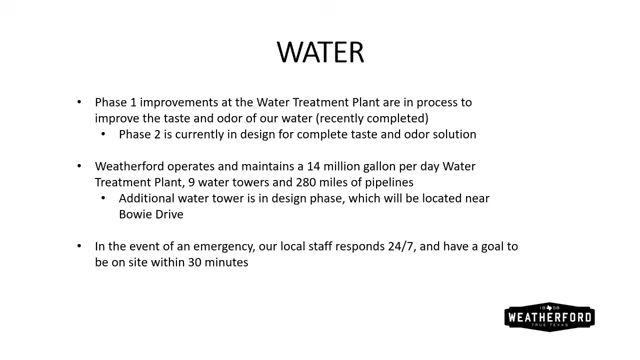 WATER
• Phase 1 improvements at the Water Treatment Plant are in process to
improve the taste and odor of our water (recently completed)
• Phase 2 is currently in design for complete taste and odor solution
• Weatherford operates and maintains a 14 million gallon per day Water
Treatment Plant, 9 water towers and 280 miles of pipelines
• Additional water tower is in design phase, which will be located near
Bowie Drive
• In the event of an emergency, our local staff responds 24/7, and have a goal to
be on site within 30 minutes
WEATHERFORD
TRUE TEXAS